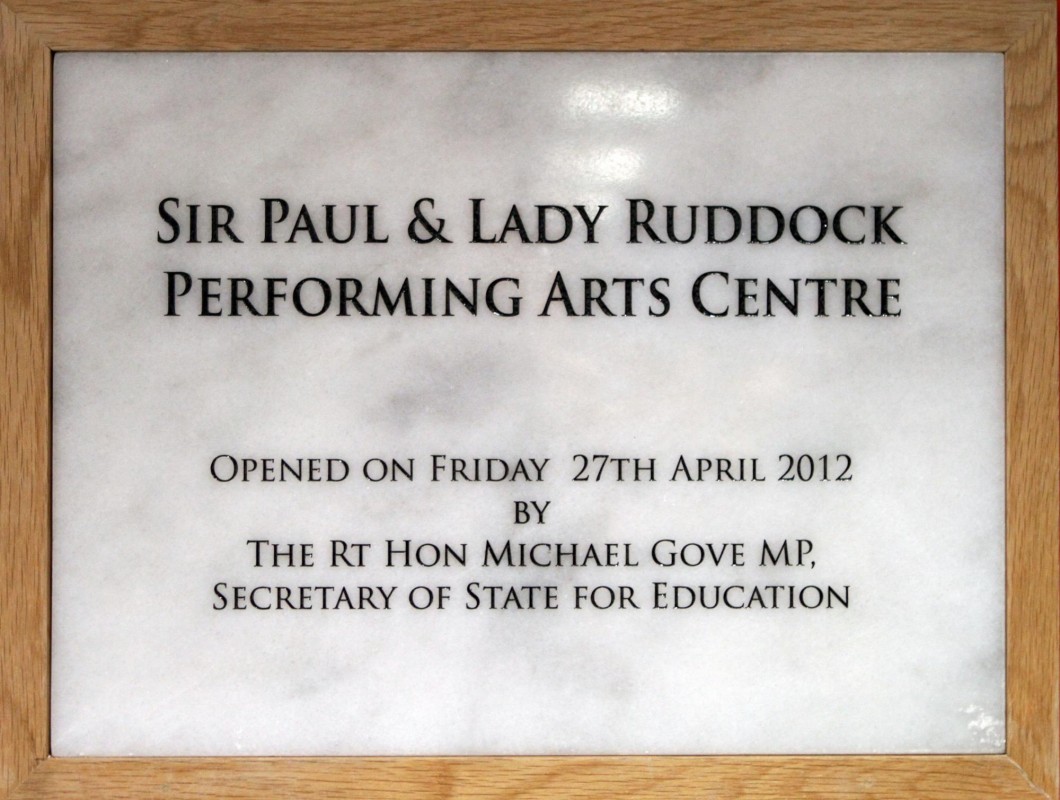 Sir Paul & Lady Ruddock
Performing Arts Centre
Opened on Friday 27th April 2012
by
The Rt Hon Michael Gove MP,
Secretary of State for Education